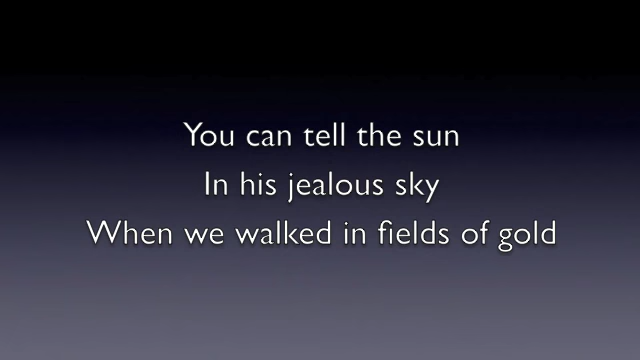 You can tell the sun
In his jealous sky
When we walked in fields of gold